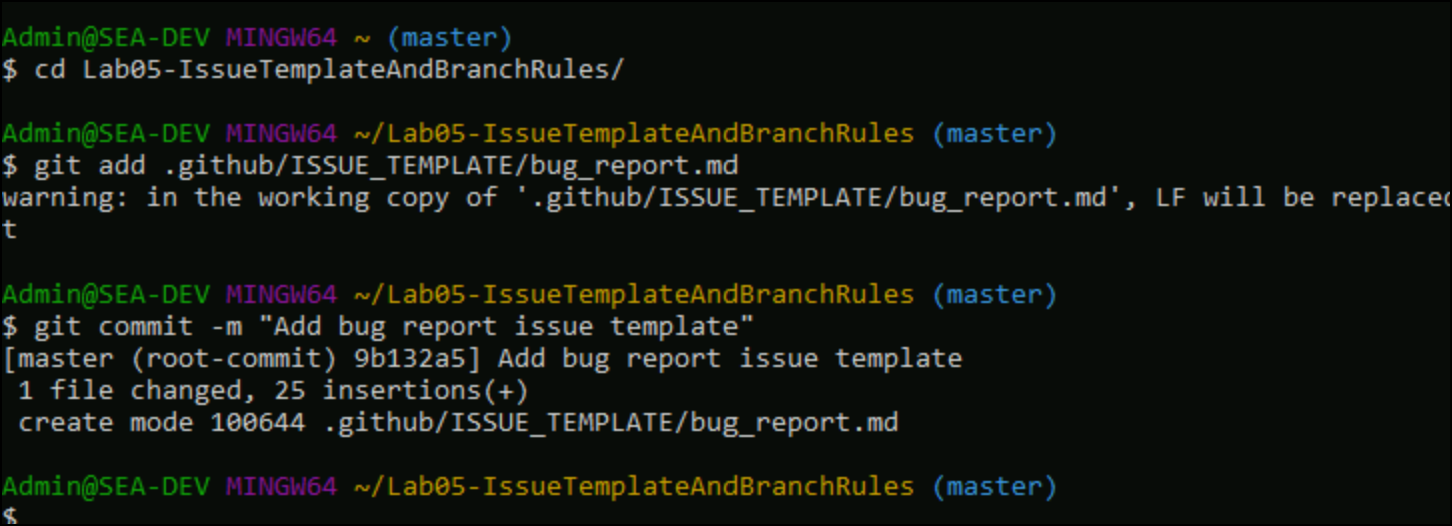 Admin@SEA-DEV MINGW64 ~ (master)
$ cd Lab05-IssueTemplateAndBranchRules/
Admin@SEA-DEV MINGW64 ~/Lab05-IssueTemplateAndBranchRules (master)
$ git add .github/ISSUE_TEMPLATE/bug_report.md
warning: in the working copy of '.github/ISSUE_TEMPLATE/bug_report.md', LF will be replaced
t
Admin@SEA-DEV MINGW64 ~/Lab05-IssueTemplateAndBranchRules (master)
$ git commit -m "Add bug report issue template"
[master (root-commit) 9b132a5] Add bug report issue template
 1 file changed, 25 insertions(+)
 create mode 100644 .github/ISSUE_TEMPLATE/bug_report.md
Admin@SEA-DEV MINGW64 ~/Lab05-IssueTemplateAndBranchRules (master)
$